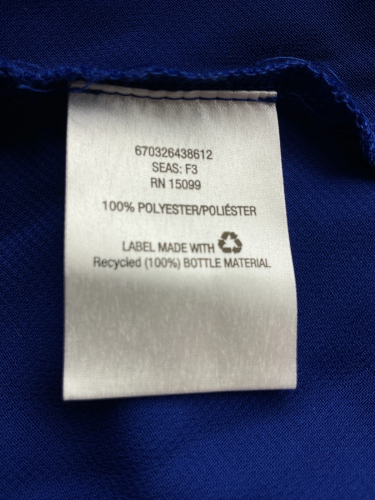 670326438612
SEAS: F3
RN 15099
100% POLYESTER/POLIÉSTER
LABEL MADE WITH
Recycled (100%) BOTTLE MATERIAL